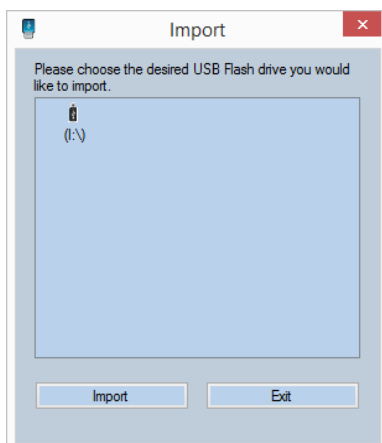 Import
Please choose the desired USB Flash drive you would
like to import.
(I:\)
Import
Exit